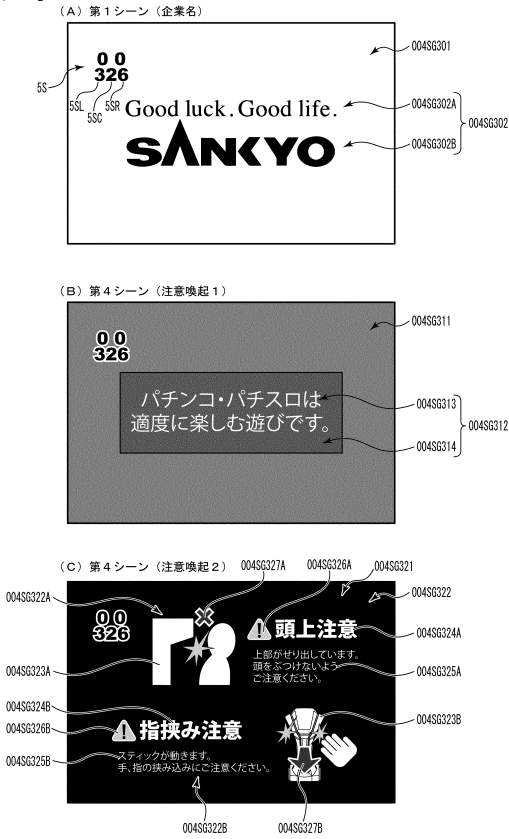 (A) 第1シーン (企業名)
004SG301
0 0
326
5S
5SL
5SC
5SR
Good luck. Good life.
004SG302A
004SG302
SANKYO
004SG302B
(B) 第4シーン (注意喚起1)
004SG311
0 0
326
パチンコ・パチスロは
適度に楽しむ遊びです。
004SG313
004SG312
004SG314
(C) 第4シーン (注意喚起2)
004SG327A
004SG326A
004SG321
004SG322A
004SG322
0 0
326
頭上注意
004SG324A
上部がせり出しています。
頭をぶつけないよう
ご注意ください。
004SG325A
004SG323A
004SG324B
004SG323B
004SG326B
指挟み注意
004SG325B
スティックが動きます。
手、指の挟み込みにご注意ください。
004SG322B
004SG327B